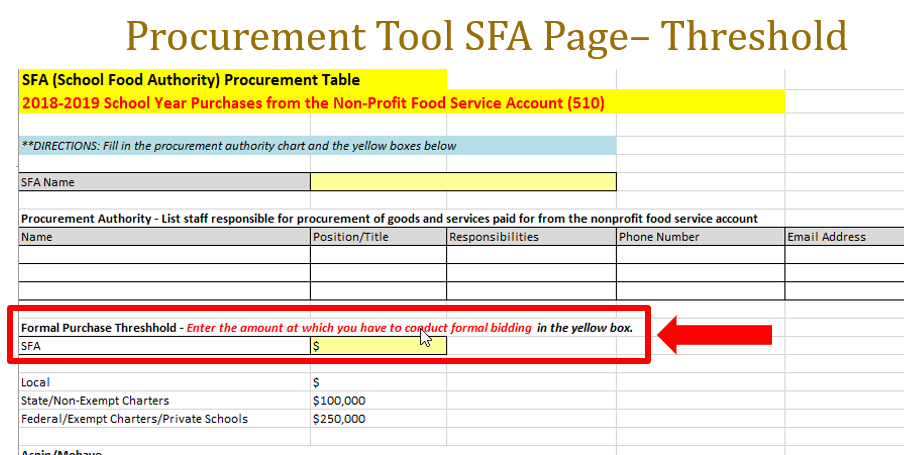 Procurement Tool SFA Page– Threshold
SFA (School Food Authority) Procurement Table
2018-2019 School Year Purchases from the Non-Profit Food Service Account (510)
**DIRECTIONS: Fill in the procurement authority chart and the yellow boxes below
SFA Name
Procurement Authority - List staff responsible for procurement of goods and services paid for from the nonprofit food service account
Name Position/Title Responsibilities Phone Number Email Address
Formal Purchase Threshhold - Enter the amount at which you have to conduct formal bidding in the yellow box.
SFA $
Local $
State/Non-Exempt Charters $100,000
Federal/Exempt Charters/Private Schools $250,000